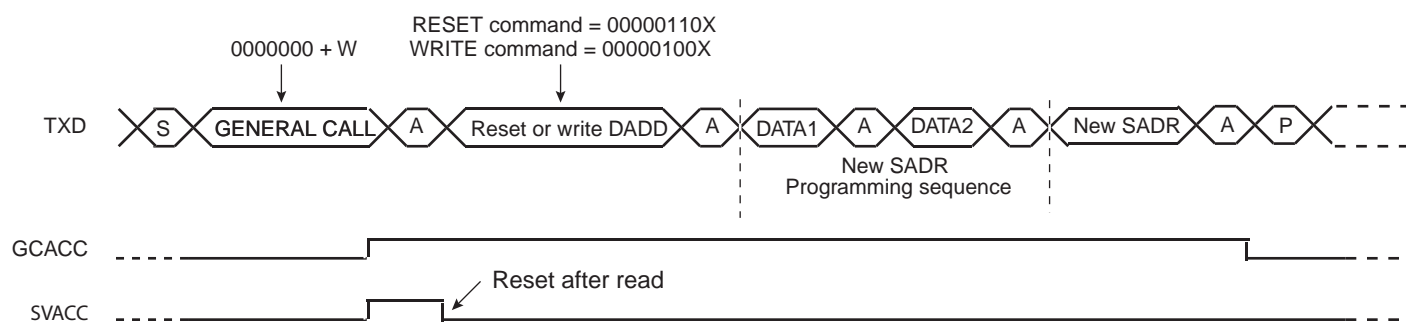 RESET command = 00000110X
0000000 + W
WRITE command = 00000100X
TXD
S
GENERAL CALL
A
Reset or write DADD
A
DATA1
A
DATA2
A
New SADR
A
P
New SADR
Programming sequence
GCACC
Reset after read
SVACC